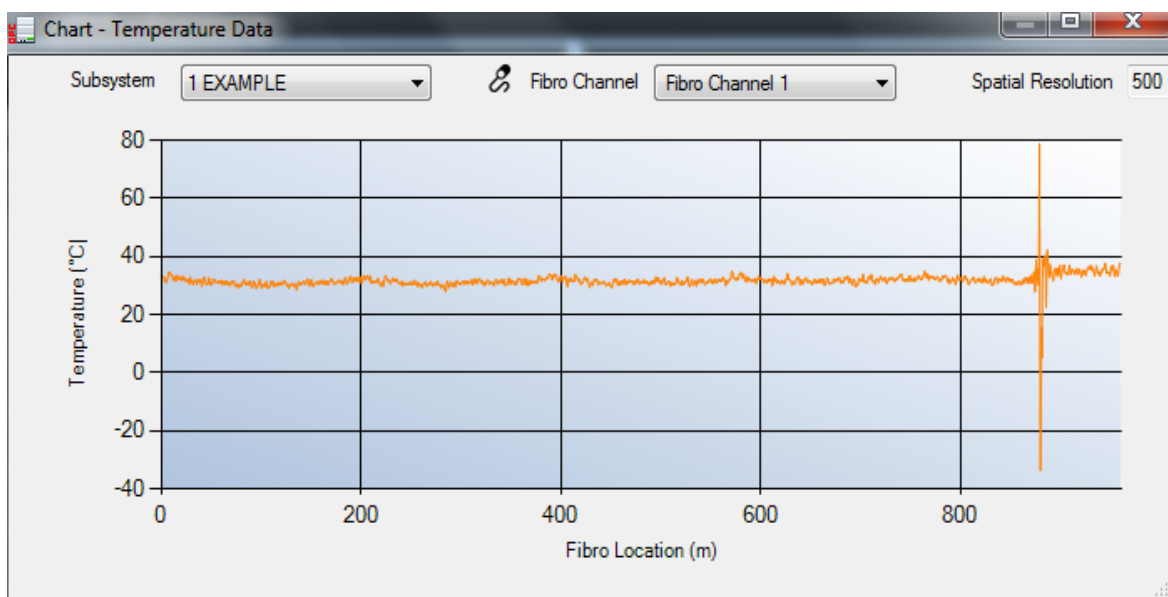 Chart - Temperature Data
Subsystem 1 EXAMPLE Fibro Channel Fibro Channel 1 Spatial Resolution 500
80
60
40
20
0
-20
-40
Temperature (°C|
0 200 400 600 800
Fibro Location (m)